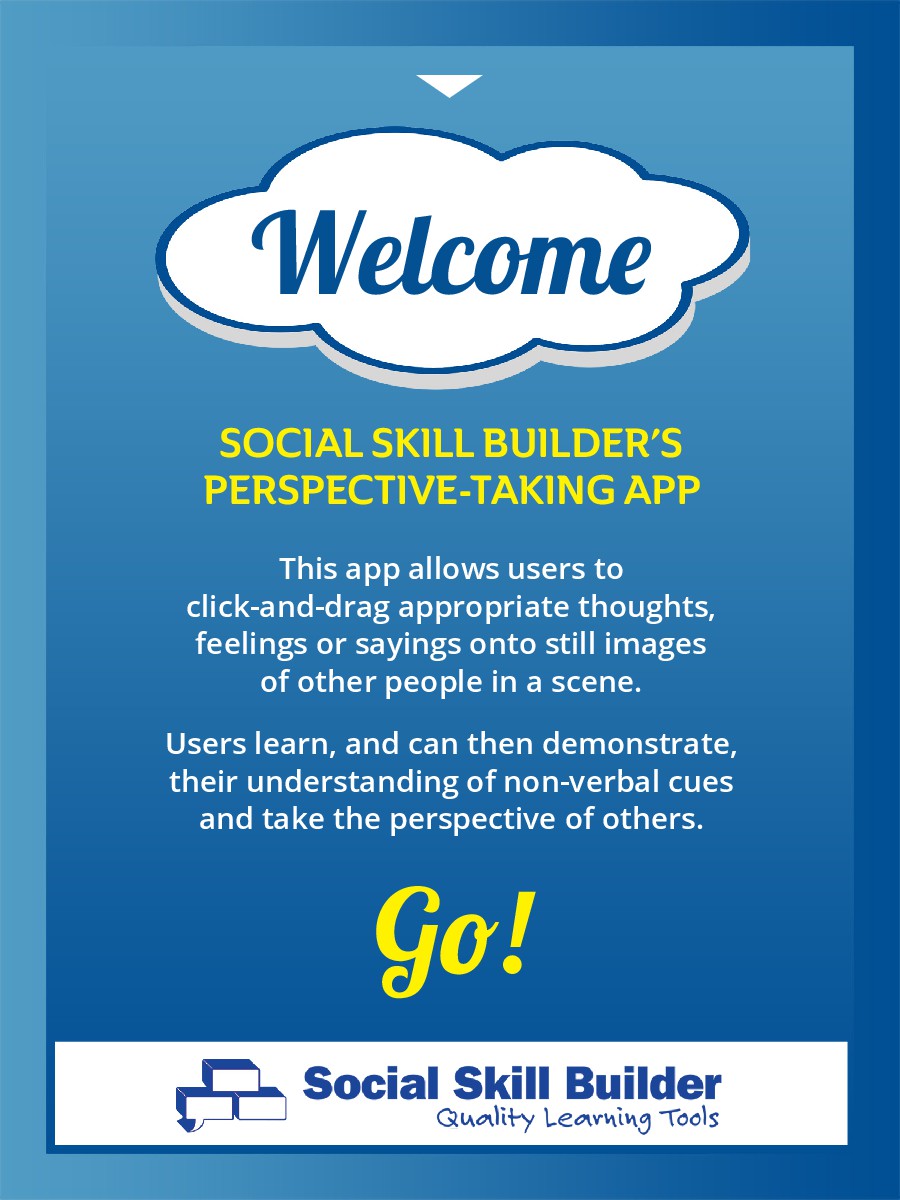 Welcome
SOCIAL SKILL BUILDER'S
PERSPECTIVE-TAKING APP
This app allows users to
click-and-drag appropriate thoughts,
feelings or sayings onto still images
of other people in a scene.
Users learn, and can then demonstrate,
their understanding of non-verbal cues
and take the perspective of others.
Go!
Social Skill Builder
Quality Learning Tools